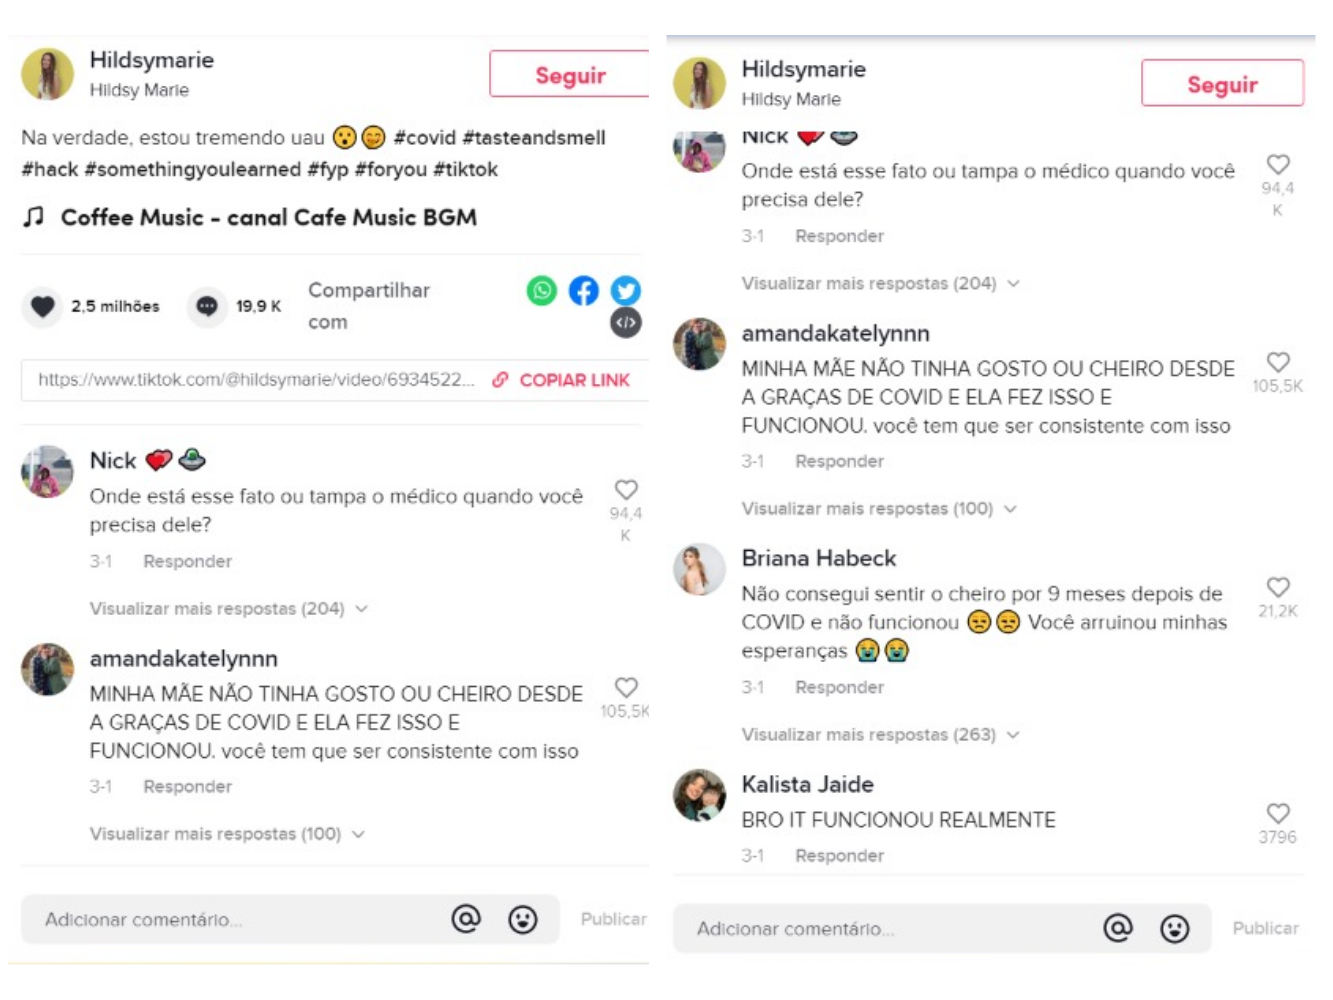 Hildsymarie
Hildsy Marie
Seguir
Na verdade, estou tremendo uau 😮😄 #covid #tasteandsmell
#hack #somethingyoulearned #fyp #foryou #tiktok
Coffee Music - canal Cafe Music BGM
2,5 milhões
19,9 K
Compartilhar
com
https://www.tiktok.com/@hildsymarie/video/6934522...
COPIAR LINK
Nick 💕🛸
Onde está esse fato ou tampa o médico quando você
precisa dele?
94,4
K
3-1 Responder
Visualizar mais respostas (204)
amandakatelynnn
MINHA MÃE NÃO TINHA GOSTO OU CHEIRO DESDE
A GRAÇAS DE COVID E ELA FEZ ISSO E
FUNCIONOU. você tem que ser consistente com isso
105,5K
3-1 Responder
Visualizar mais respostas (100)
Adicionar comentário...
Publicar
Hildsymarie
Hildsy Marie
Seguir
Nick 💕🛸
Onde está esse fato ou tampa o médico quando você
precisa dele?
94,4
K
3-1 Responder
Visualizar mais respostas (204)
amandakatelynnn
MINHA MÃE NÃO TINHA GOSTO OU CHEIRO DESDE
A GRAÇAS DE COVID E ELA FEZ ISSO E
FUNCIONOU. você tem que ser consistente com isso
105,5K
3-1 Responder
Visualizar mais respostas (100)
Briana Habeck
Não consegui sentir o cheiro por 9 meses depois de
COVID e não funcionou 😒😒 Você arruinou minhas
esperanças 😭😭
21,2K
3-1 Responder
Visualizar mais respostas (263)
Kalista Jaide
BRO IT FUNCIONOU REALMENTE
3796
3-1 Responder
Adicionar comentário...
Publicar